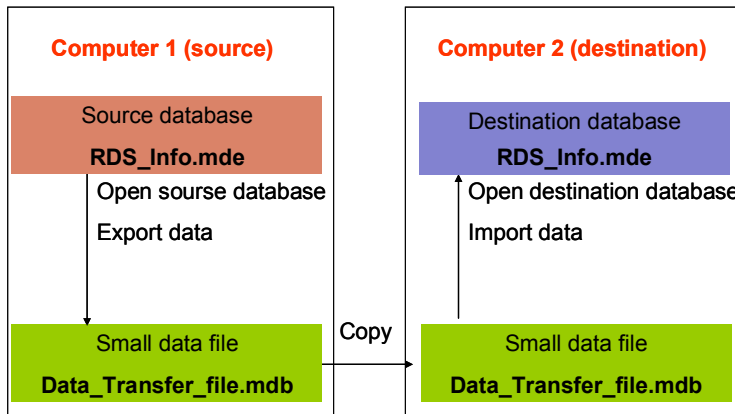 Computer 1 (source)
Source database
RDS_Info.mde
Open sourse database
Export data
Small data file
Data_Transfer_file.mdb
Copy
Computer 2 (destination)
Destination database
RDS_Info.mde
Open destination database
Import data
Small data file
Data_Transfer_file.mdb